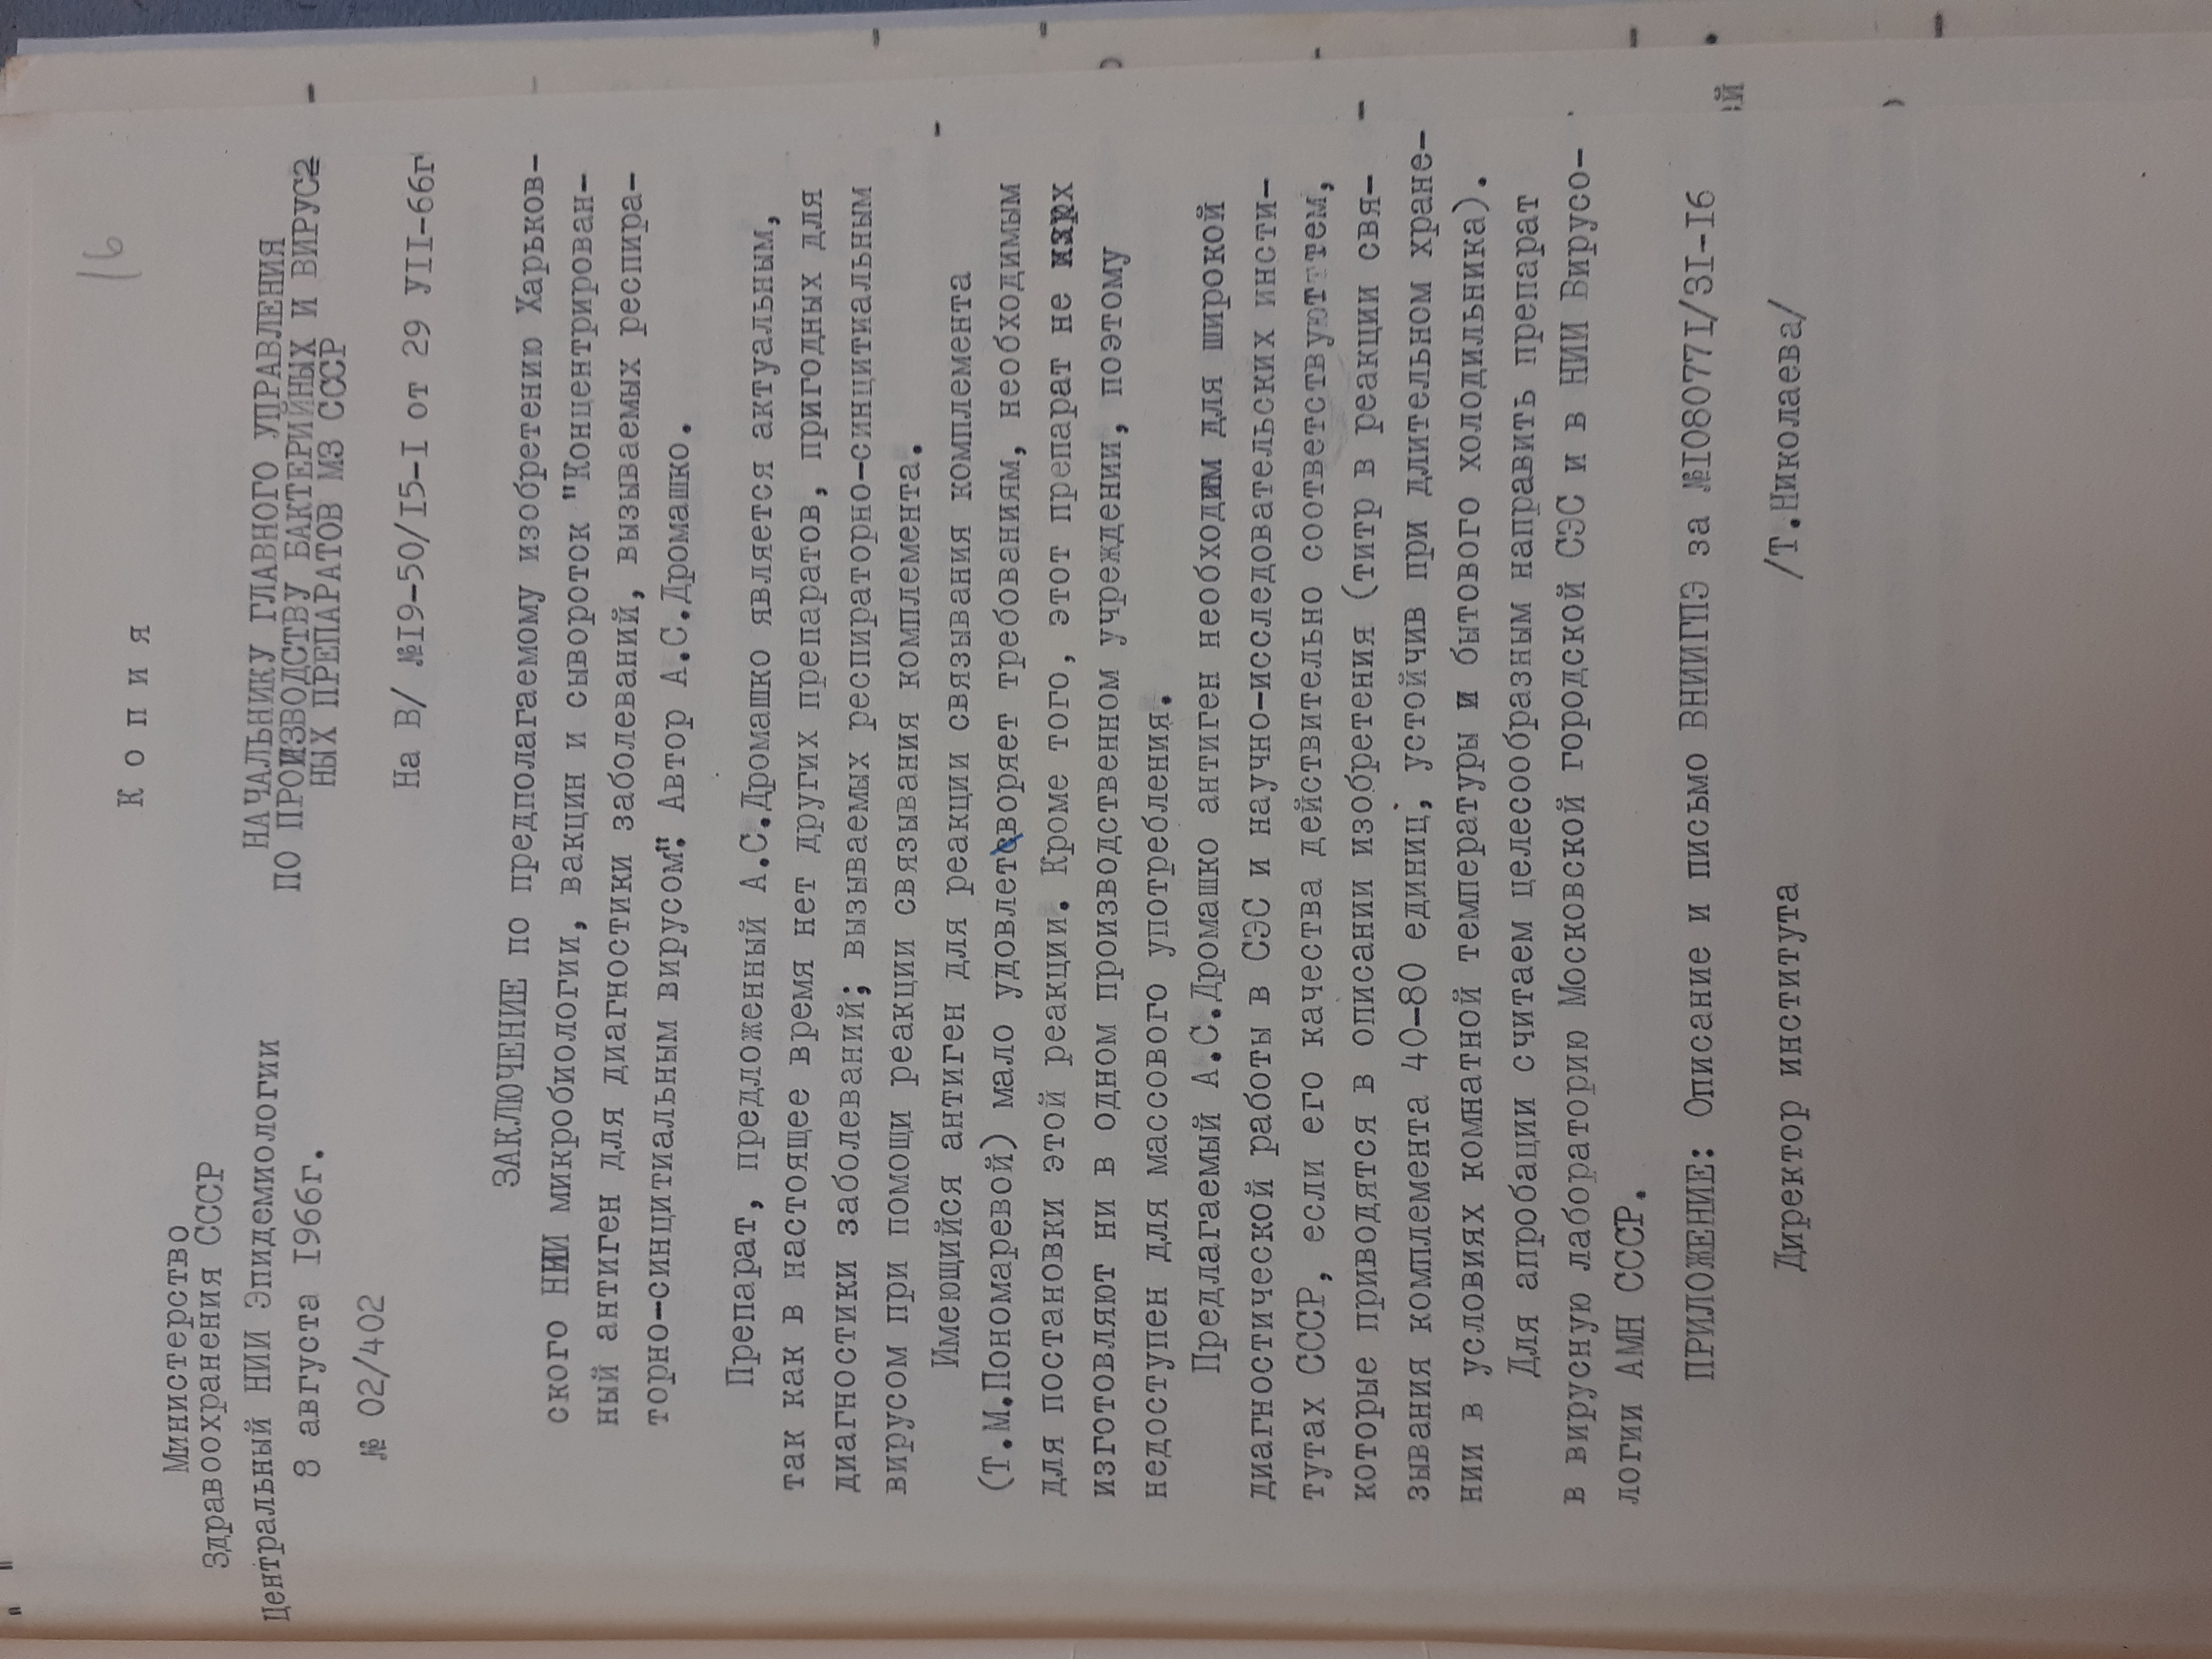 16
К о п и я
Министерство
Здравоохранения СССР
Центральный НИИ Эпидемиологии
8 августа 1966г.
№ 02/402
НАЧАЛЬНИКУ ГЛАВНОГО УПРАВЛЕНИЯ
ПО ПРОИЗВОДСТВУ БАКТЕРИЙНЫХ И ВИРУС
НЫХ ПРЕПАРАТОВ МЗ СССР
На В/ №I9-50/I5-I от 29 УII-66г
ЗАКЛЮЧЕНИЕ по предполагаемому изобретению Харьков-
ского НИИ микробиологии, вакцин и сывороток "Концентрирован-
ный антиген для диагностики заболеваний, вызываемых респира-
торно-синцитиальным вирусом". Автор А.С.Дромашко.
Препарат, предложенный А.С.Дромашко является актуальным,
так как в настоящее время нет других препаратов, пригодных для
диагностики заболеваний; вызываемых респираторно-синцитиальным
вирусом при помощи реакции связывания комплемента.
Имеющийся антиген для реакции связывания комплемента
(Т.М.Пономаревой) мало удовлетворяет требованиям, необходимым
для постановки этой реакции. Кроме того, этот препарат не
изготовляют ни в одном производственном учреждении, поэтому
недоступен для массового употребления.
Предлагаемый А.С.Дромашко антиген необходим для широкой
диагностической работы в СЭС и научно-исследовательских инсти-
тутах СССР, если его качества действительно соответствуют тем,
которые приводятся в описании изобретения (титр в реакции свя-
зывания комплемента 40-80 единиц; устойчив при длительном хране-
нии в условиях комнатной температуры и бытового холодильника).
Для апробации считаем целесообразным направить препарат
в вирусную лабораторию Московской городской СЭС и в НИИ Вирусо-
логии АМН СССР.
ПРИЛОЖЕНИЕ: Описание и письмо ВНИИГПЭ за №I08077I/3I-I6
Директор института /Т.Николаева/